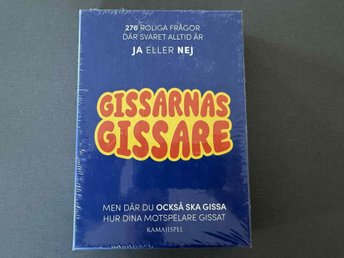 276 ROLIGA FRÅGOR
DÄR SVARET ALLTID ÄR
JA ELLER NEJ
GISSARNAS
GISSARE
MEN DÄR DU OCKSÅ SKA GISSA
HUR DINA MOTSPELARE GISSAT
KAMAJISPEL